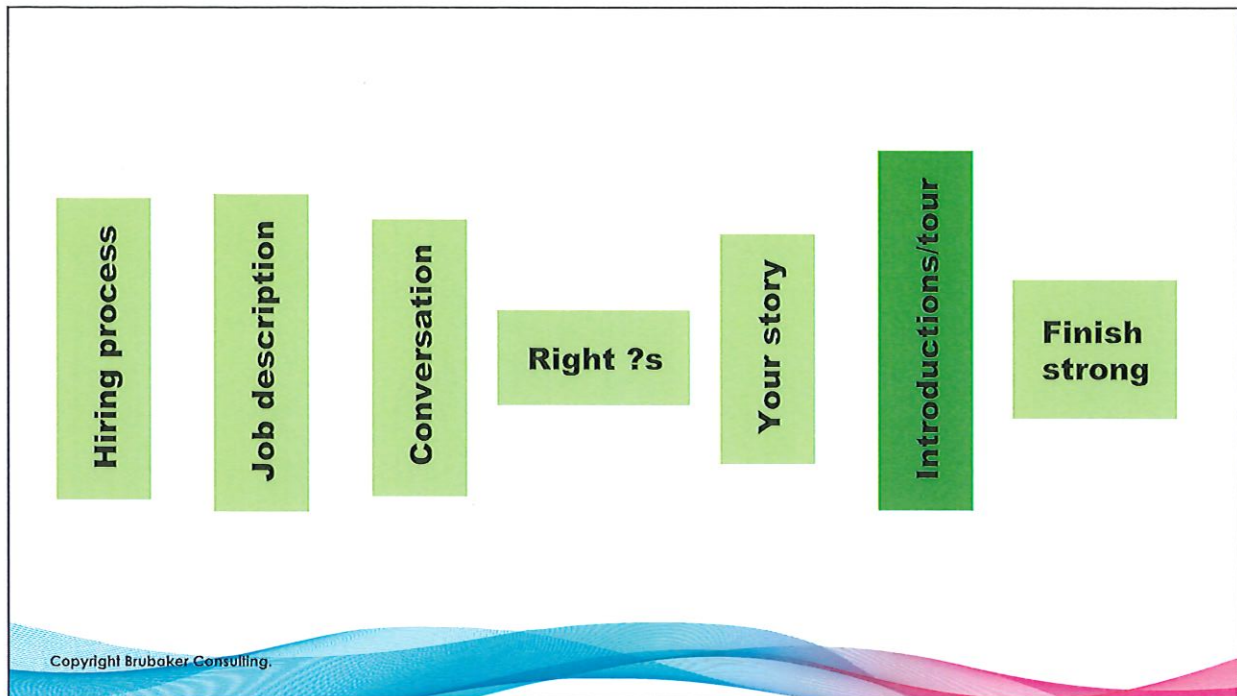 Hiring process
Job description
Conversation
Right ?s
Your story
Introductions/tour
Finish
strong
Copyright Brubaker Consulting.